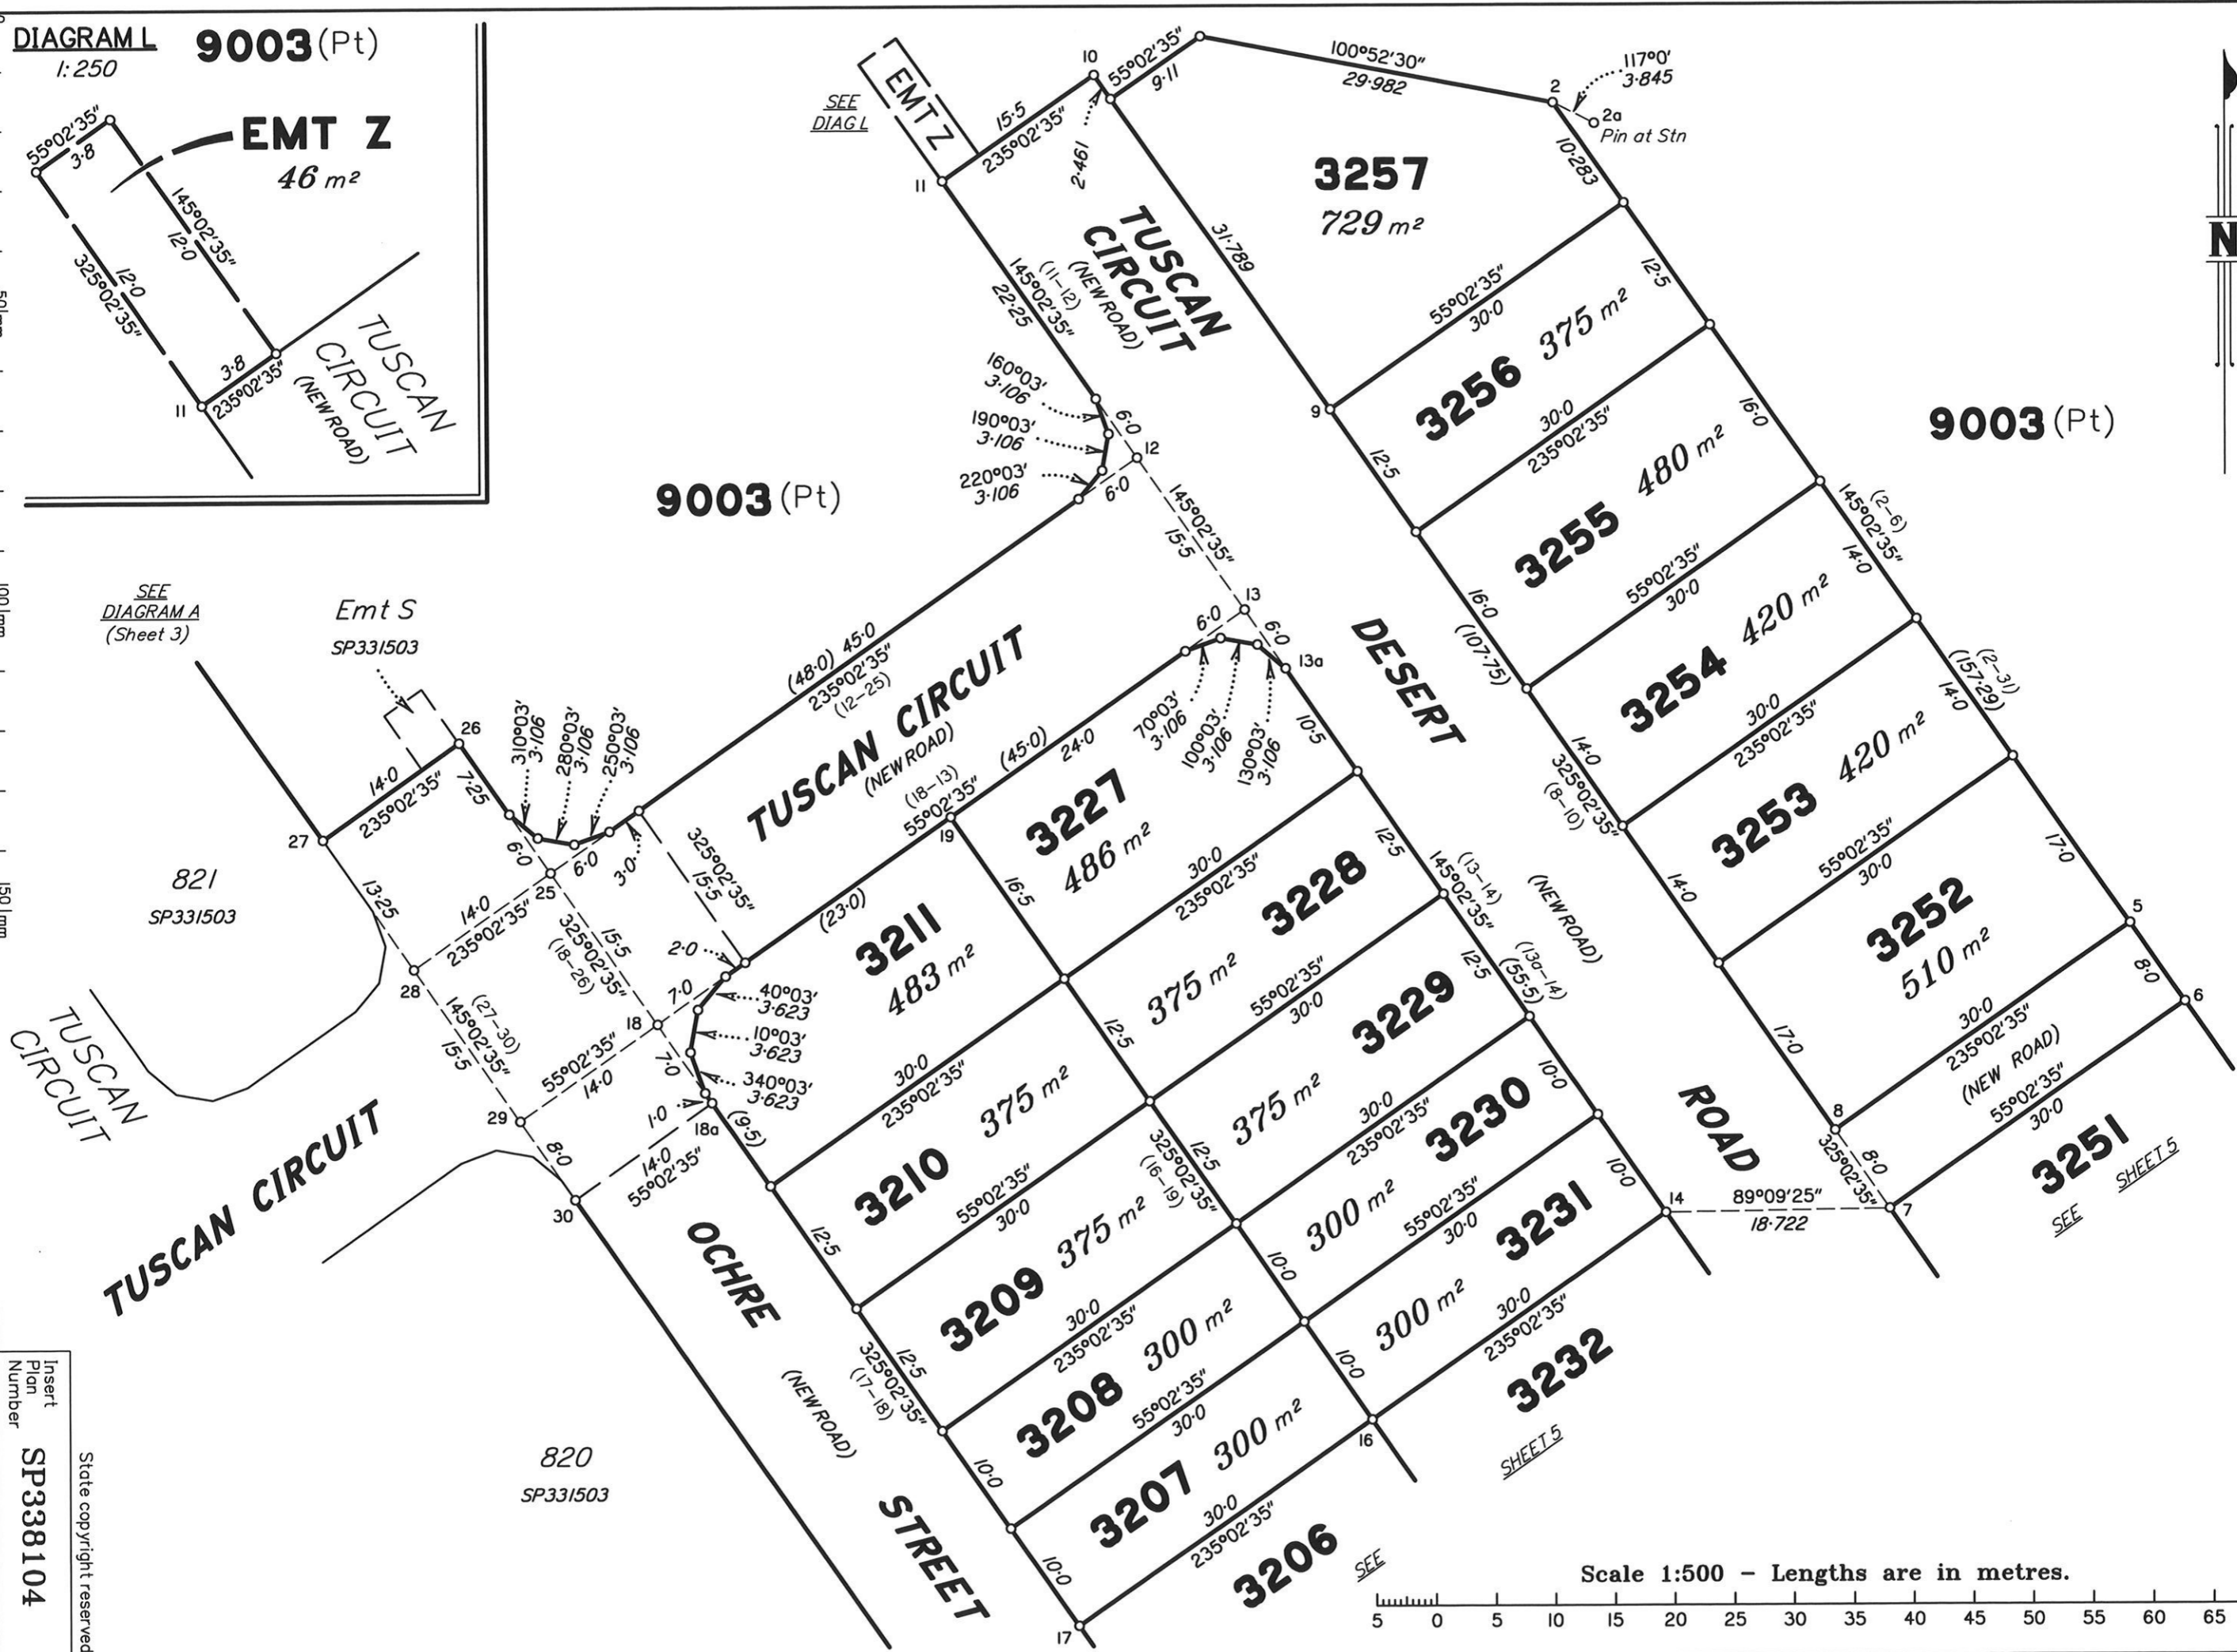 DIAGRAM L
1:250
9003 (Pt)
EMT Z
46 m²
55°02'35"
3·8
145°02'35"
12·0
12·0
325°02'35"
3·8
235°02'35"
11
TUSCAN
CIRCUIT
(NEW ROAD)
SEE
DIAG L
EMT Z
10
55°02'35"
9·11
15·5
235°02'35"
11
2·461
100°52'30"
29·982
2
117°0'
3·845
2a
Pin at Stn
10·283
3257
729 m²
31·789
TUSCAN
CIRCUIT
(NEW ROAD)
(11-12)
145°02'35"
22·25
N
9003 (Pt)
55°02'35"
30·0
12·5
3256 375 m²
9
30·0
235°02'35"
16·0
12·5
160°03'
3·106
190°03'
3·106
220°03'
3·106
6·0
12
6·0
9003 (Pt)
145°02'35"
15·5
3255 480 m²
16·0
(107·75)
55°02'35"
30·0
(2-6)
145°02'35"
14·0
3254 420 m²
DESERT
30·0
235°02'35"
14·0
325°02'35"
(8-10)
(2-31)
(157·29)
14·0
3253 420 m²
14·0
55°02'35"
30·0
17·0
3252
510 m²
17·0
5
8·0
6
30·0
235°02'35"
(NEW ROAD)
55°02'35"
30·0
8
8·0
325°02'35"
7
3251
SEE
SHEET 5
SEE
DIAGRAM A
(Sheet 3)
Emt S
SP331503
26
14·0
235°02'35"
7·25
27
310°03'
3·106
280°03'
3·106
250°03'
3·106
6·0
6·0
3·0
25
(48·0) 45·0
235°02'35"
(12-25)
TUSCAN CIRCUIT
(NEW ROAD)
13
6·0
6·0
13a
70°03'
3·106
100°03'
3·106
130°03'
3·106
10·5
(45·0)
24·0
(18-13)
55°02'35"
19
3227
486 m²
16·5
30·0
235°02'35"
12·5
821
SP331503
13·25
14·0
235°02'35"
28
15·5
325°02'35"
(18-26)
325°02'35"
15·5
2·0
7·0
18
7·0
(23·0)
3211
483 m²
40°03'
3·623
10°03'
3·623
340°03'
3·623
1·0
18a
(9·5)
3228
375 m²
(13-14)
145°02'35"
(NEW ROAD)
55°02'35"
30·0
12·5
12·5
(13a-14)
(55·5)
3229
375 m²
30·0
235°02'35"
3210 375 m²
12·5
325°02'35"
(16-19)
30·0
235°02'35"
10·0
3230
300 m²
TUSCAN
CIRCUIT
(27-30)
145°02'35"
15·5
55°02'35"
14·0
29
8·0
30
14·0
55°02'35"
TUSCAN CIRCUIT
OCHRE
(NEW ROAD)
STREET
12·5
55°02'35"
30·0
3209 375 m²
12·5
325°02'35"
(17-18)
30·0
235°02'35"
10·0
55°02'35"
30·0
10·0
3231
300 m²
ROAD
14
89°09'25"
18·722
3208 300 m²
10·0
55°02'35"
30·0
10·0
30·0
235°02'35"
3232
SHEET 5
16
3207 300 m²
10·0
30·0
235°02'35"
17
3206
SEE
820
SP331503
Insert
Plan
Number
SP338104
State copyright reserved
50 mm
100 mm
150 mm
Scale 1:500 – Lengths are in metres.
5 0 5 10 15 20 25 30 35 40 45 50 55 60 65